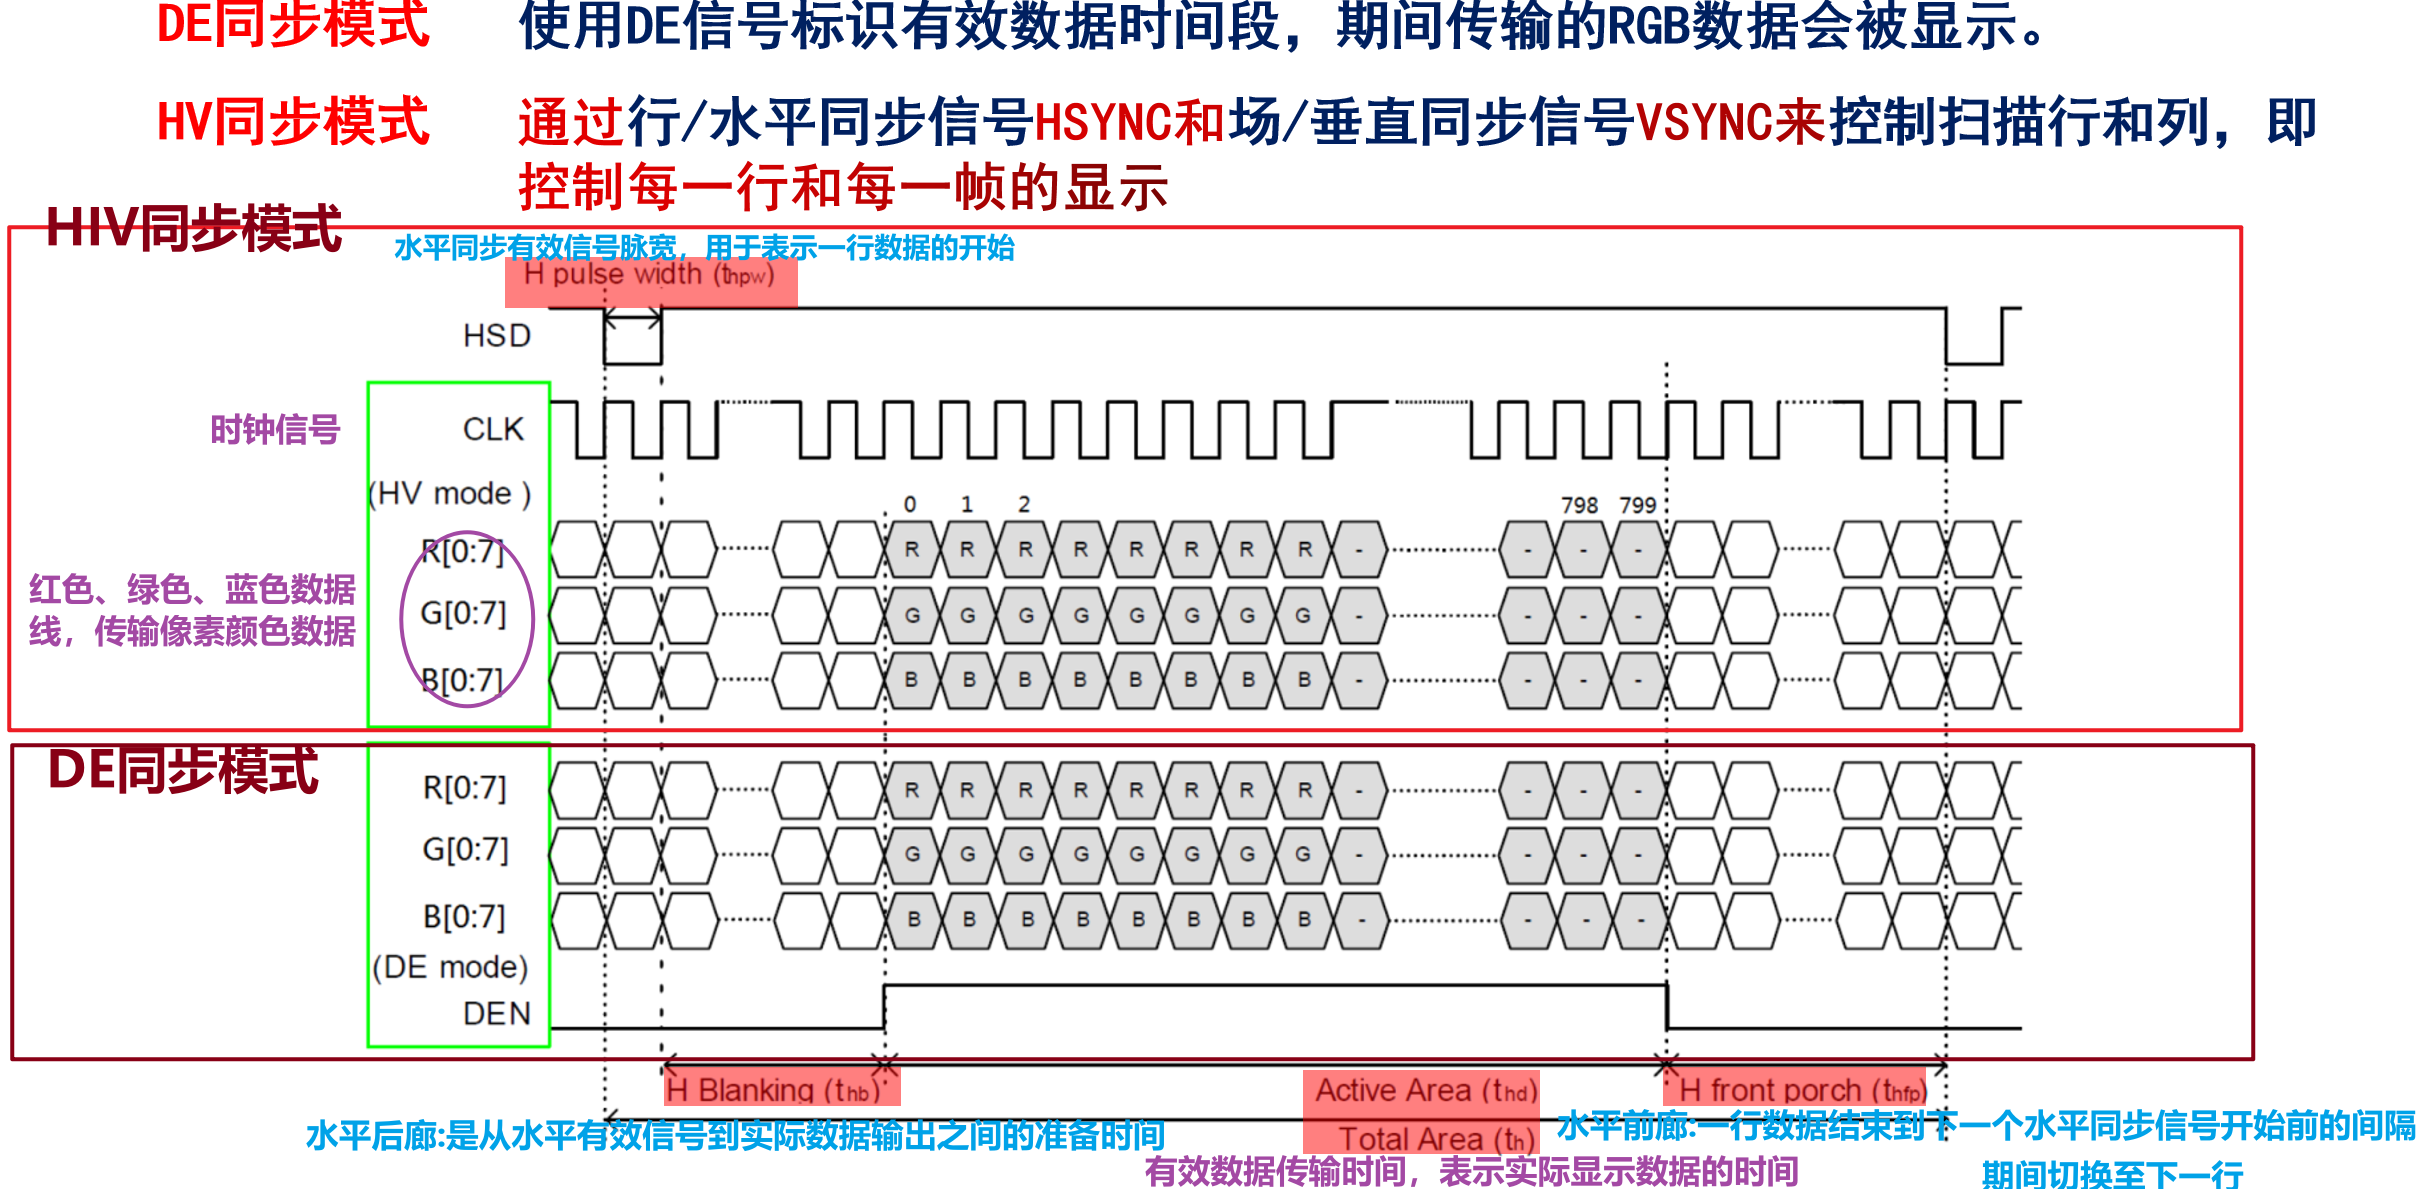 DE同步模式 使用DE信号标识有效数据时间段，期间传输的RGB数据会被显示。
HV同步模式 通过行/水平同步信号HSYNC和场/垂直同步信号VSYNC来控制扫描行和列，即
控制每一行和每一帧的显示
HIV同步模式
水平同步有效信号脉宽，用于表示一行数据的开始
H pulse width (thpw)
HSD
时钟信号
CLK
(HV mode )
0 1 2 798 799
R[0:7] R R R R R R R R - - - -
红色、绿色、蓝色数据
线，传输像素颜色数据
G[0:7] G G G G G G G G - - - -
B[0:7] B B B B B B B B - - - -
DE同步模式
R[0:7] R R R R R R R R - - - -
G[0:7] G G G G G G G G - - - -
B[0:7] B B B B B B B B - - - -
(DE mode)
DEN
H Blanking (thb) Active Area (thd) H front porch (thfp)
水平后廊:是从水平有效信号到实际数据输出之间的准备时间
Total Area (th)
水平前廊:一行数据结束到下一个水平同步信号开始前的间隔
有效数据传输时间，表示实际显示数据的时间
期间切换至下一行